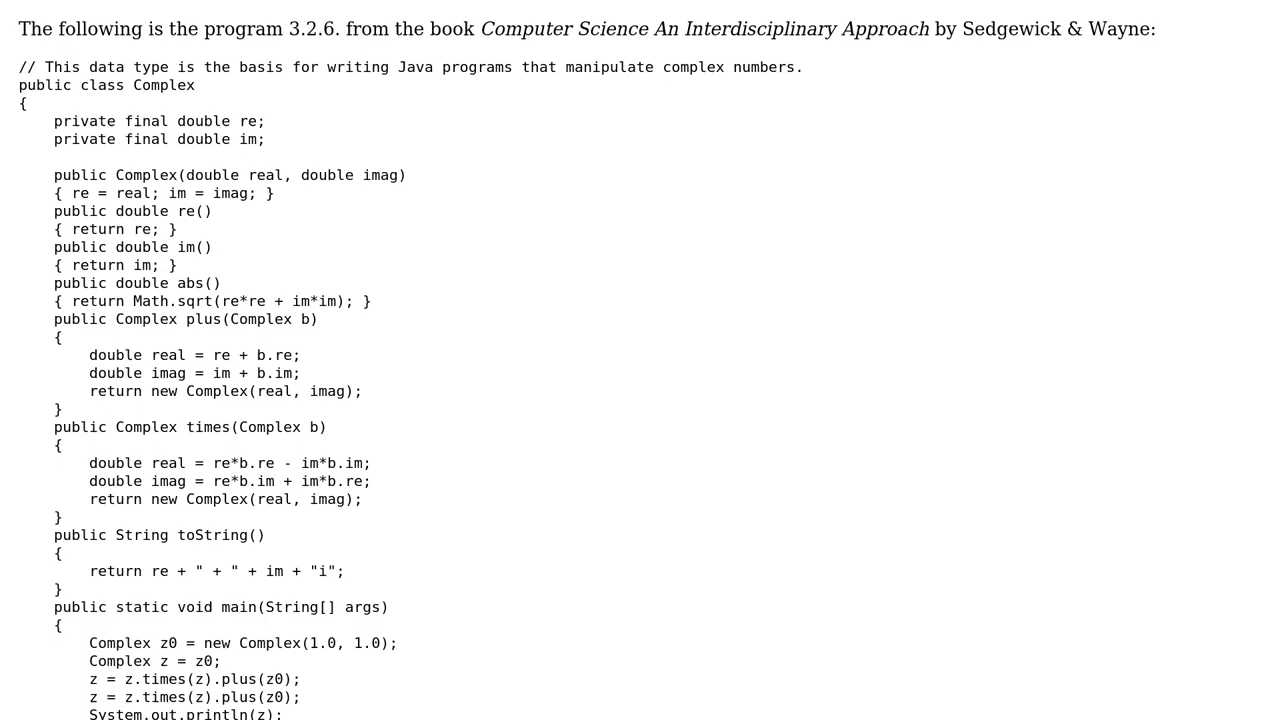 The following is the program 3.2.6. from the book Computer Science An Interdisciplinary Approach by Sedgewick & Wayne:
// This data type is the basis for writing Java programs that manipulate complex numbers.
public class Complex
{
    private final double re;
    private final double im;

    public Complex(double real, double imag)
    { re = real; im = imag; }
    public double re()
    { return re; }
    public double im()
    { return im; }
    public double abs()
    { return Math.sqrt(re*re + im*im); }
    public Complex plus(Complex b)
    {
        double real = re + b.re;
        double imag = im + b.im;
        return new Complex(real, imag);
    }
    public Complex times(Complex b)
    {
        double real = re*b.re - im*b.im;
        double imag = re*b.im + im*b.re;
        return new Complex(real, imag);
    }
    public String toString()
    {
        return re + " + " + im + "i";
    }
    public static void main(String[] args)
    {
        Complex z0 = new Complex(1.0, 1.0);
        Complex z = z0;
        z = z.times(z).plus(z0);
        z = z.times(z).plus(z0);
        System.out.println(z);